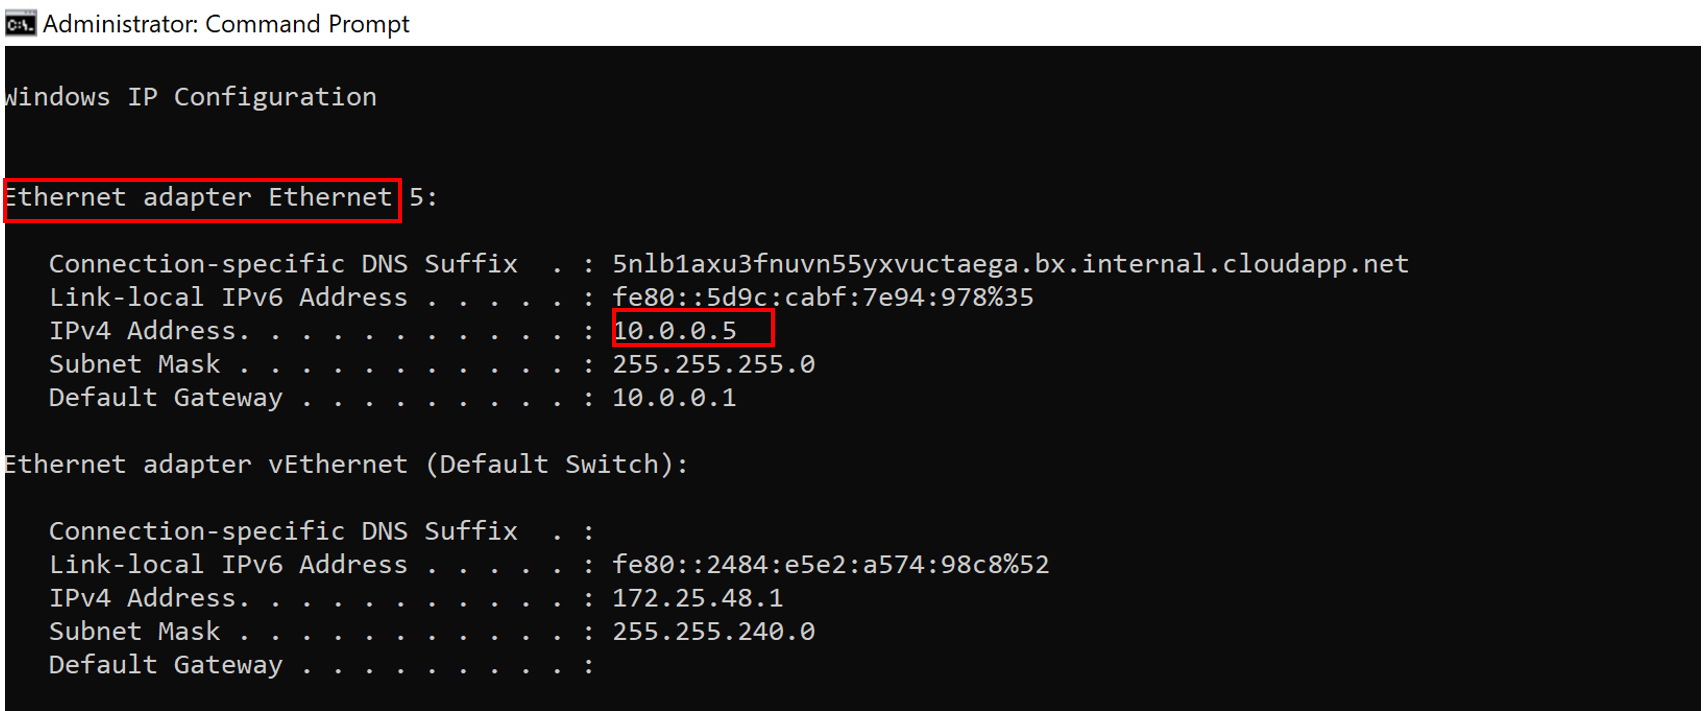 Administrator: Command Prompt
Windows IP Configuration
Ethernet adapter Ethernet 5:
Connection-specific DNS Suffix  . : 5nlb1axu3fnuvn55yxvuctaega.bx.internal.cloudapp.net
Link-local IPv6 Address . . . . . : fe80::5d9c:cabf:7e94:978%35
IPv4 Address. . . . . . . . . . . : 10.0.0.5
Subnet Mask . . . . . . . . . . . : 255.255.255.0
Default Gateway . . . . . . . . . : 10.0.0.1
Ethernet adapter vEthernet (Default Switch):
Connection-specific DNS Suffix  . :
Link-local IPv6 Address . . . . . : fe80::2484:e5e2:a574:98c8%52
IPv4 Address. . . . . . . . . . . : 172.25.48.1
Subnet Mask . . . . . . . . . . . : 255.255.240.0
Default Gateway . . . . . . . . . :